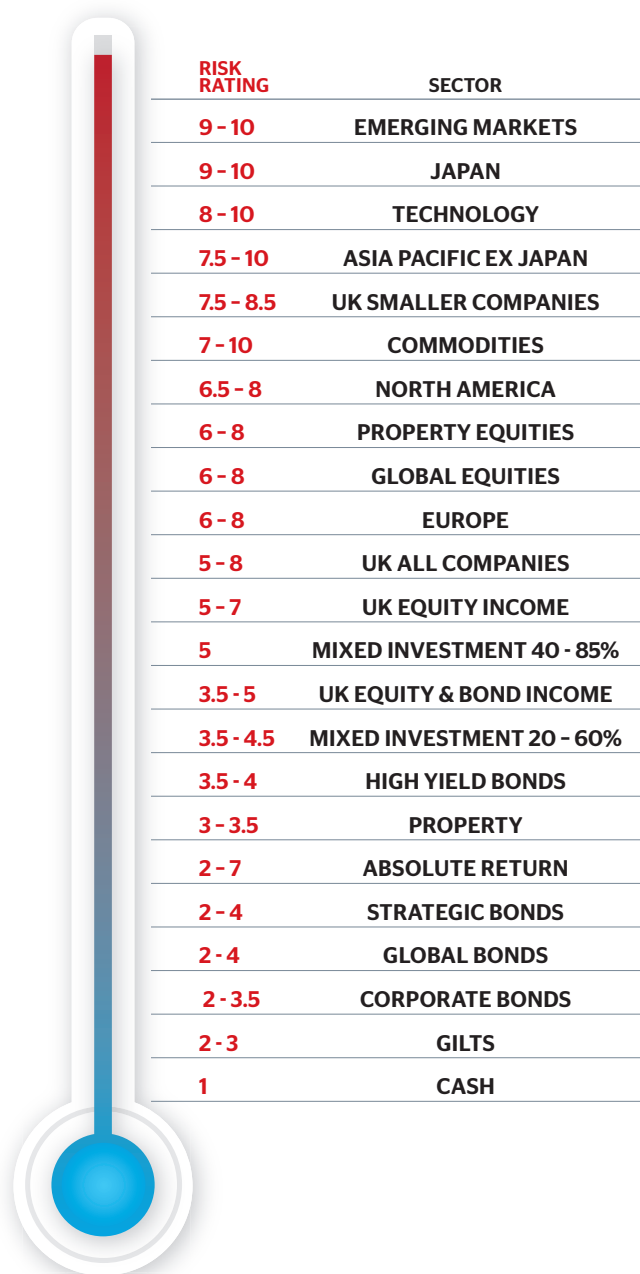 RISK
RATING SECTOR
9 – 10 EMERGING MARKETS
9 – 10 JAPAN
8 – 10 TECHNOLOGY
7.5 – 10 ASIA PACIFIC EX JAPAN
7.5 – 8.5 UK SMALLER COMPANIES
7 – 10 COMMODITIES
6.5 – 8 NORTH AMERICA
6 – 8 PROPERTY EQUITIES
6 – 8 GLOBAL EQUITIES
6 – 8 EUROPE
5 – 8 UK ALL COMPANIES
5 – 7 UK EQUITY INCOME
5 MIXED INVESTMENT 40 - 85%
3.5 - 5 UK EQUITY & BOND INCOME
3.5 - 4.5 MIXED INVESTMENT 20 – 60%
3.5 - 4 HIGH YIELD BONDS
3 – 3.5 PROPERTY
2 – 7 ABSOLUTE RETURN
2 – 4 STRATEGIC BONDS
2 - 4 GLOBAL BONDS
2 - 3.5 CORPORATE BONDS
2 - 3 GILTS
1 CASH